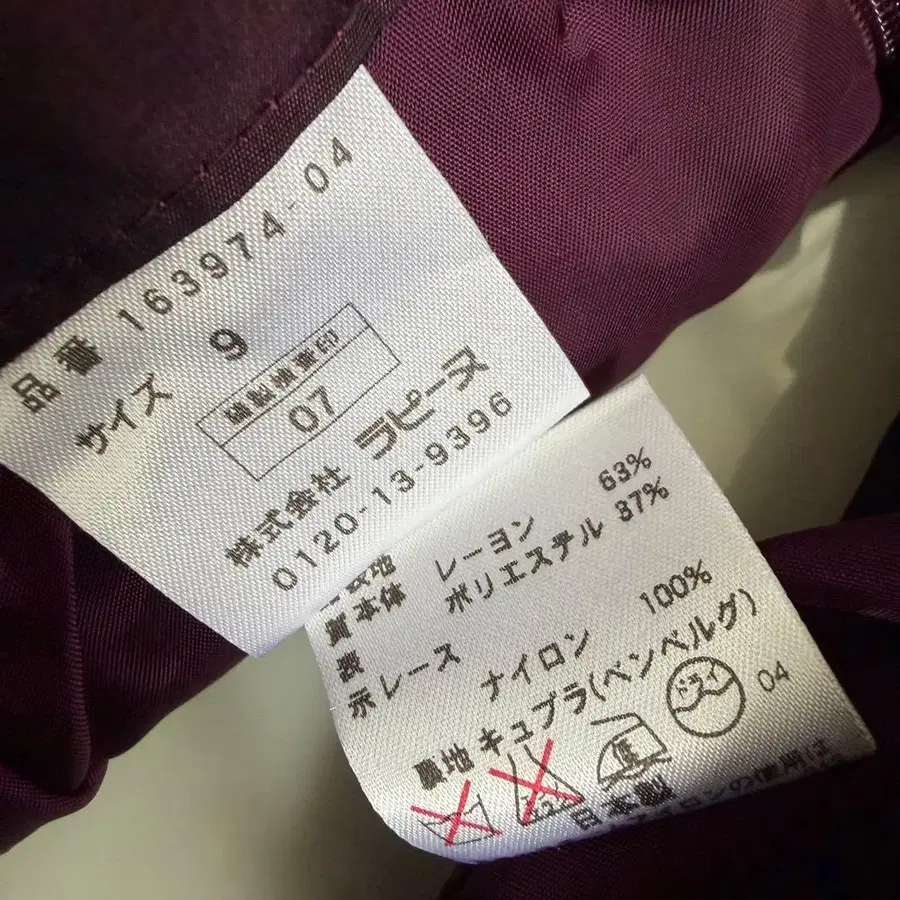 品番 163974-04
サイズ 9
縫製検査印
07
株式会社 ラピーヌ
0120-13-9396
表地
本体 レーヨン 63%
ポリエステル 37%
表
示 レース ナイロン 100%
裏地 キュプラ(ベンベルグ)
低 ドライ 04
日本製